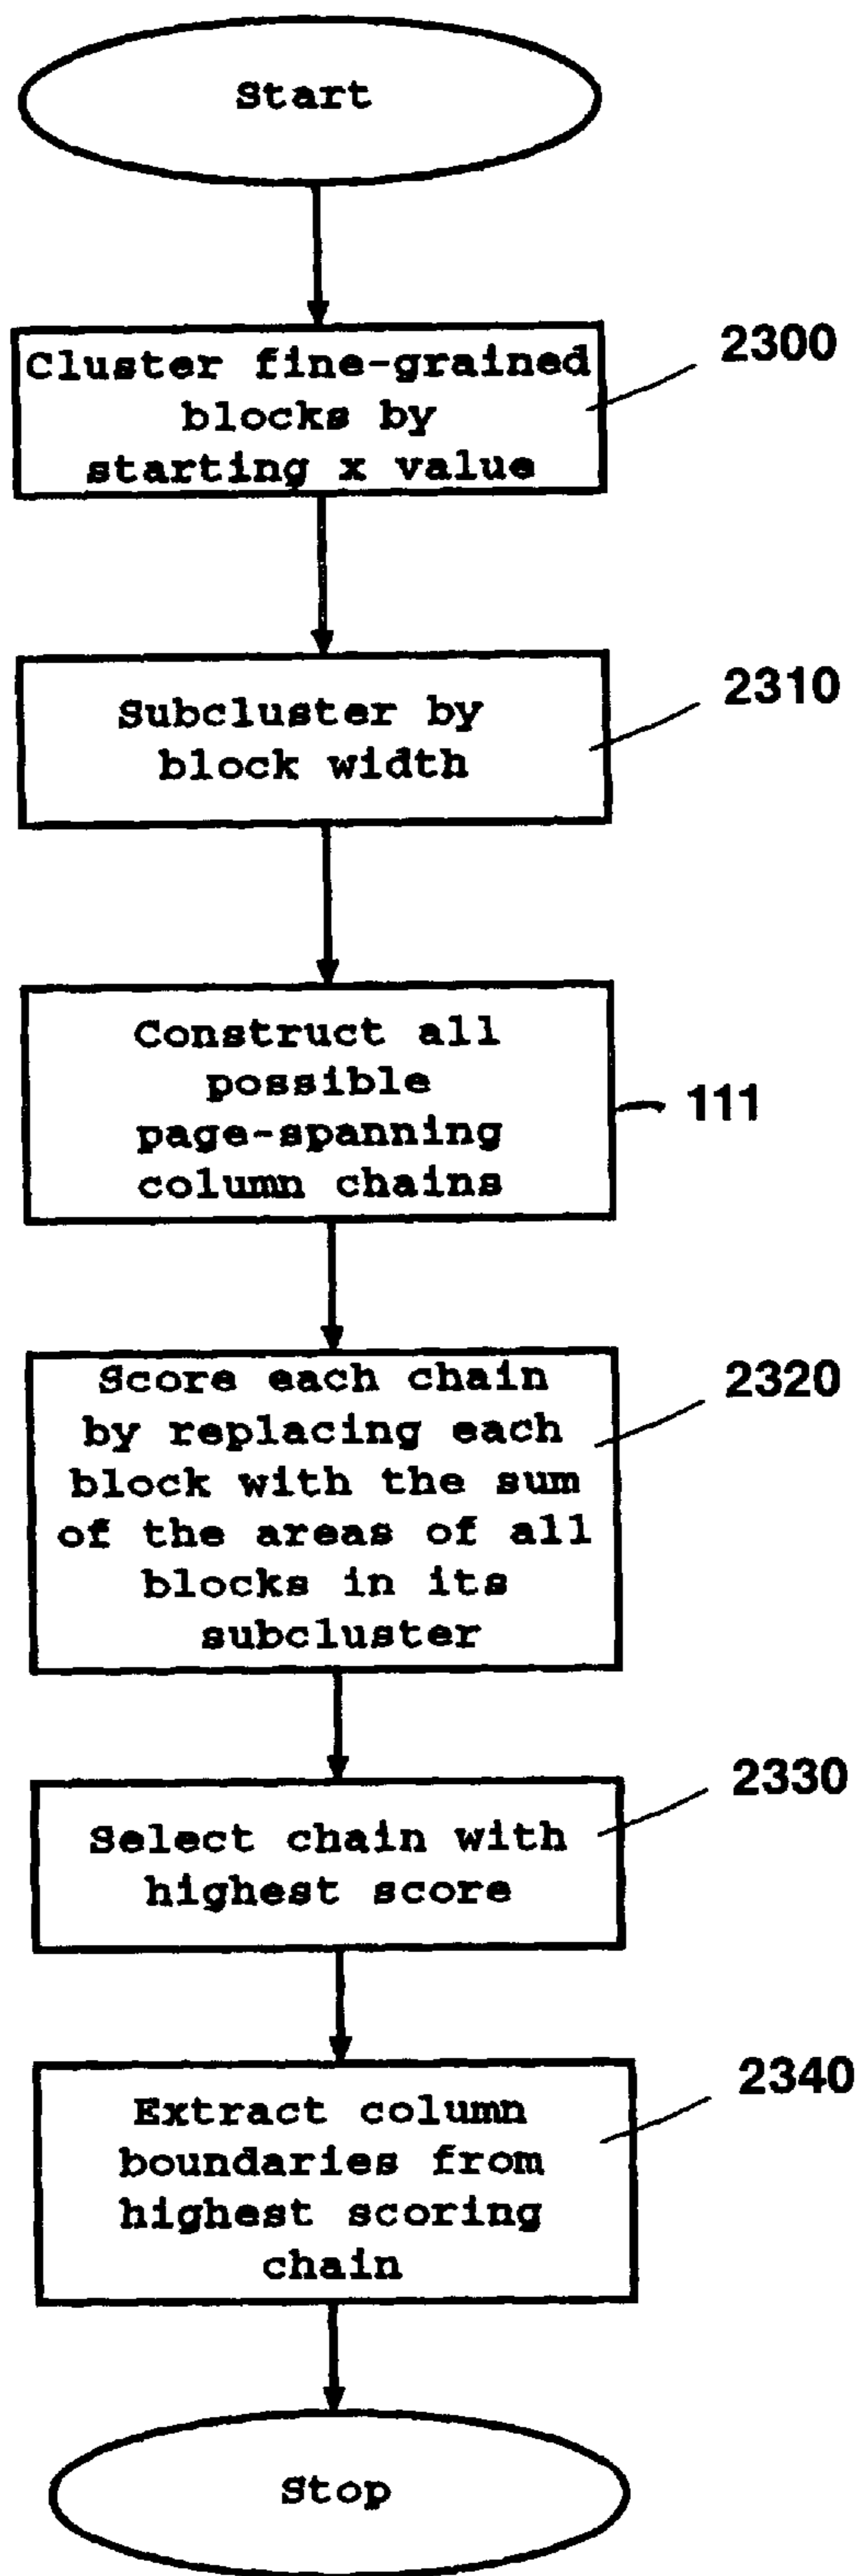 Start
Cluster fine-grained
blocks by
starting x value
2300
Subcluster by
block width
2310
Construct all
possible
page-spanning
column chains
111
Score each chain
by replacing each
block with the sum
of the areas of all
blocks in its
subcluster
2320
Select chain with
highest score
2330
Extract column
boundaries from
highest scoring
chain
2340
Stop